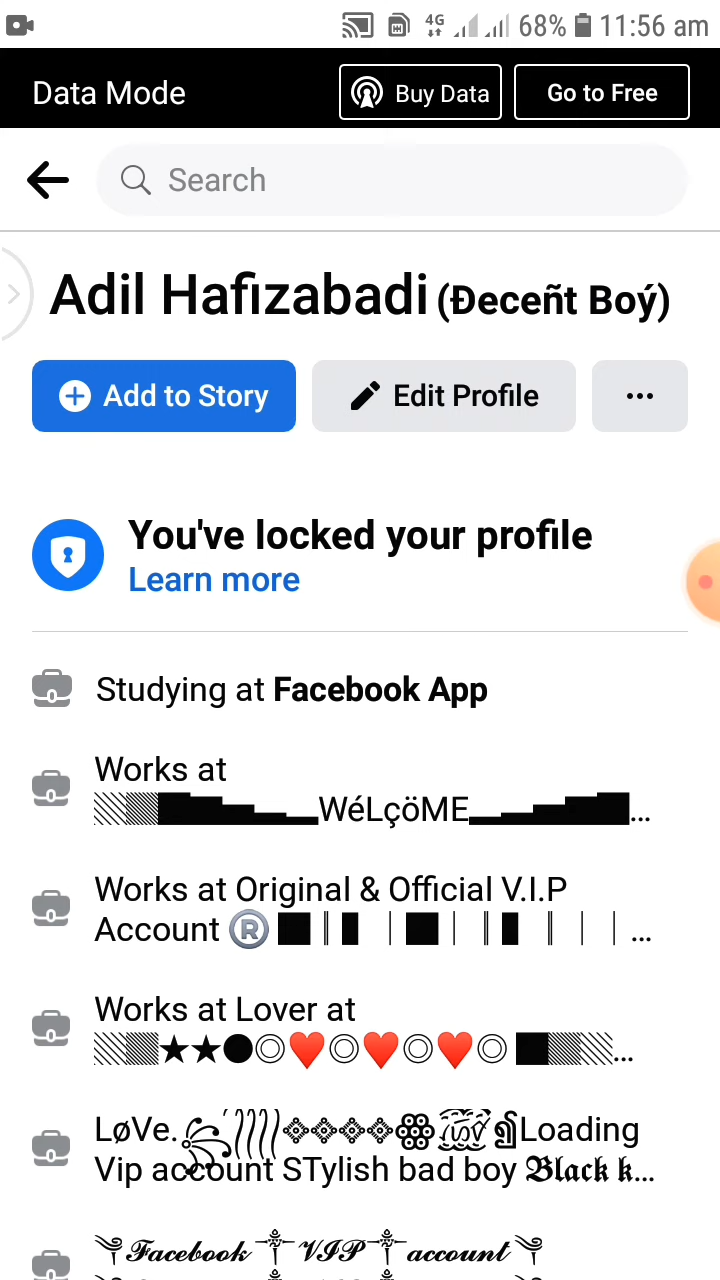 4G 68% 11:56 am
Data Mode Buy Data Go to Free
Search
Adil Hafizabadi (Đeceñt Boý)
Add to Story Edit Profile ...
You've locked your profile
Learn more
Studying at Facebook App
Works at
▒▓█▇▆▅▃▂WéLçöME▂▃▅▆▇█...
Works at Original & Official V.I.P
Account ®️ █║▌│█│║▌║││...
Works at Lover at
▒▓★★●◎❤️◎❤️◎❤️◎█▓▒...
LøVe. Loading
Vip account STylish bad boy 𝕭𝖑𝖆𝖈𝖐 𝖐...
༆𝓕𝓪𝓬𝓮𝓫𝓸𝓸𝓴༒𝓥𝓘𝓟༒𝓪𝓬𝓬𝓸𝓾𝓷𝓽༆